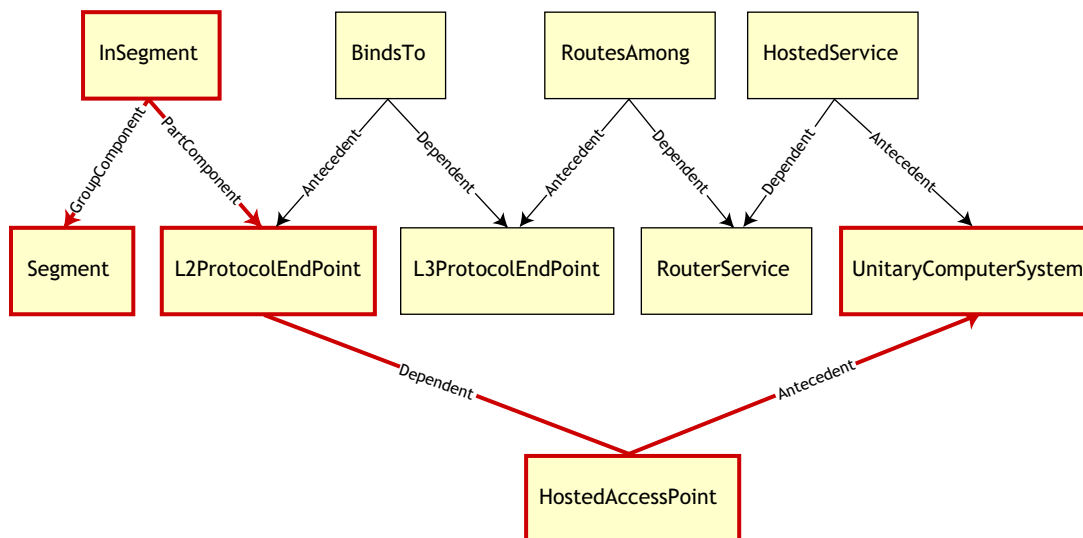 InSegment
BindsTo
RoutesAmong
HostedService
GroupComponent
PartComponent
Antecedent
Dependent
Antecedent
Dependent
Dependent
Antecedent
Segment
L2ProtocolEndPoint
L3ProtocolEndPoint
RouterService
UnitaryComputerSystem
Dependent
Antecedent
HostedAccessPoint